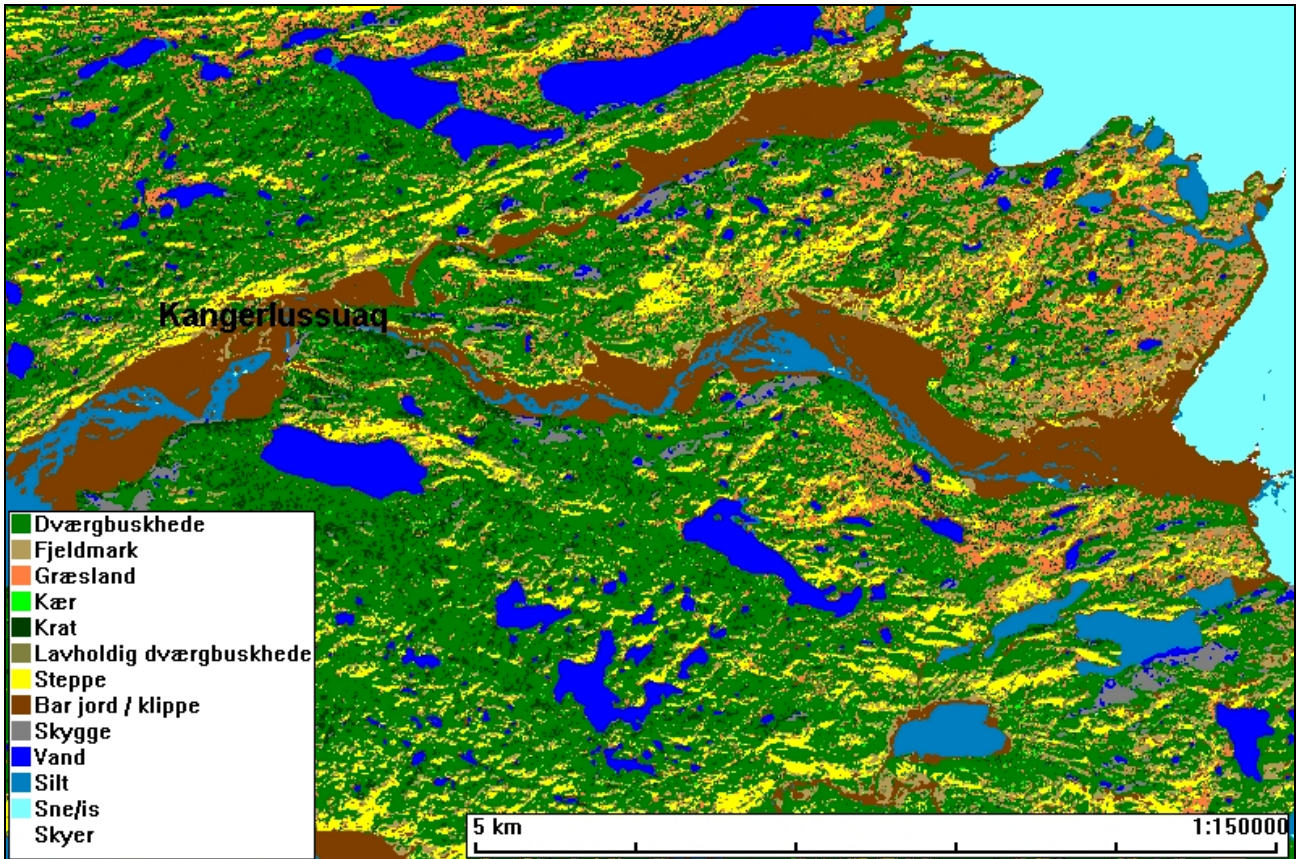 Kangerlussuaq
Dværgbuskhede
Fjeldmark
Græsland
Kær
Krat
Lavholdig dværgbuskhede
Steppe
Bar jord / klippe
Skygge
Vand
Silt
Sne/is
Skyer
5 km 1:150000